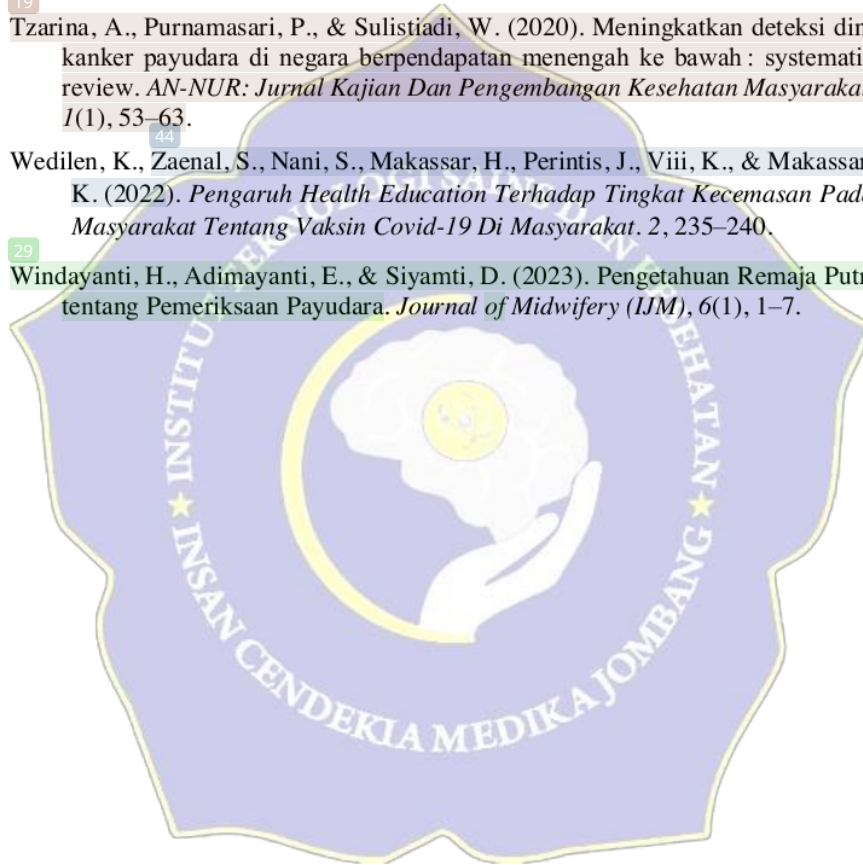 19
Tzarina, A., Purnamasari, P., & Sulistiadi, W. (2020). Meningkatkan deteksi
kanker payudara di negara berpendapatan menengah ke bawah : systemati
review. AN-NUR: Jurnal Kajian Dan Pengembangan Kesehatan Masyaraka
1(1), 53–63.
44
Wedilen, K., Zaenal, S., Nani, S., Makassar, H., Perintis, J., Viii, K., & Makassar
K. (2022). Pengaruh Health Education Terhadap Tingkat Kecemasan Pad
Masyarakat Tentang Vaksin Covid-19 Di Masyarakat. 2, 235–240.
29
Windayanti, H., Adimayanti, E., & Siyamti, D. (2023). Pengetahuan Remaja Putr
tentang Pemeriksaan Payudara. Journal of Midwifery (IJM), 6(1), 1–7.
INSTITUT TEKNOLOGI SAINS DAN KESEHATAN
INSAN CENDEKIA MEDIKA JOMBANG